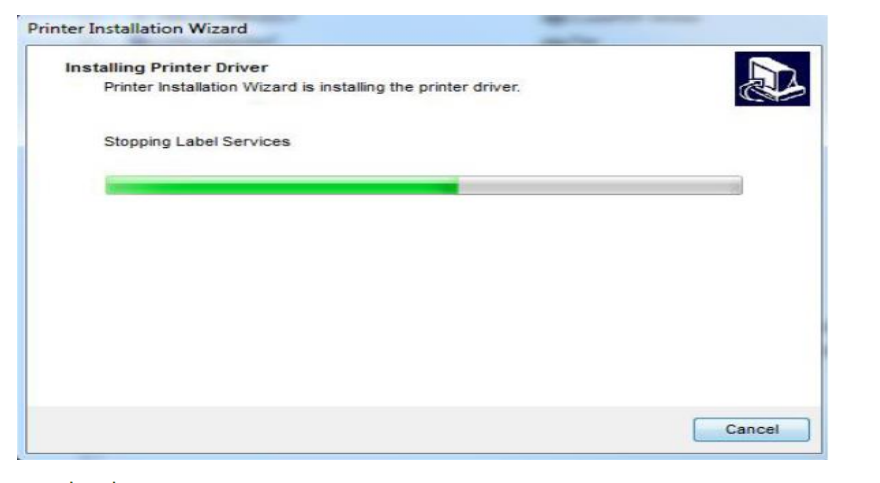 Printer Installation Wizard
Installing Printer Driver
Printer Installation Wizard is installing the printer driver.
Stopping Label Services
Cancel